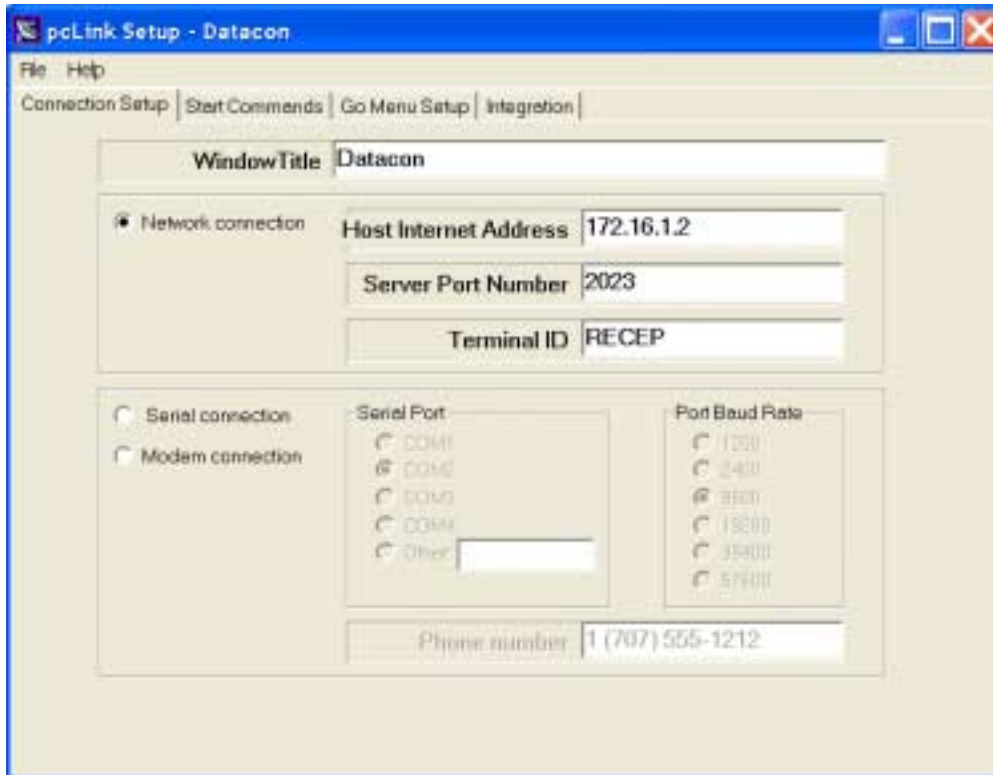 pcLink Setup - Datacon
File Help
Connection Setup Start Commands Go Menu Setup Integration
WindowTitle Datacon
Network connection Host Internet Address 172.16.1.2
Server Port Number 2023
Terminal ID RECEP
Serial connection Serial Port Port Baud Rate
COM1 1200
Modem connection COM2 2400
COM3 9600
COM4 19200
Other 38400
57600
Phone number 1 (707) 555-1212